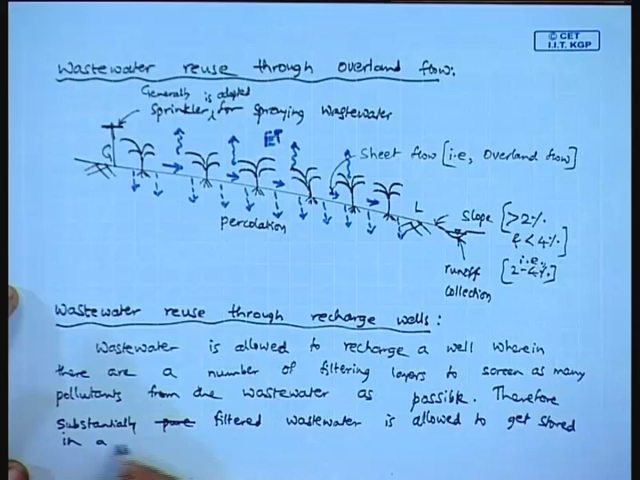 © CET
I.I.T. KGP
Wastewater reuse through overland flow:
Generally is adopted
Sprinkler, for spraying wastewater
ET
Sheet flow [i.e., Overland flow]
G
L
Slope [>2%.
& <4%.]
i.e.
[2-4%]
percolation
runoff
collection
Wastewater reuse through recharge wells:
Wastewater is allowed to recharge a well wherein
there are a number of filtering layers to screen as many
pollutants from the wastewater as possible. Therefore
substantially pure filtered wastewater is allowed to get stored
in a